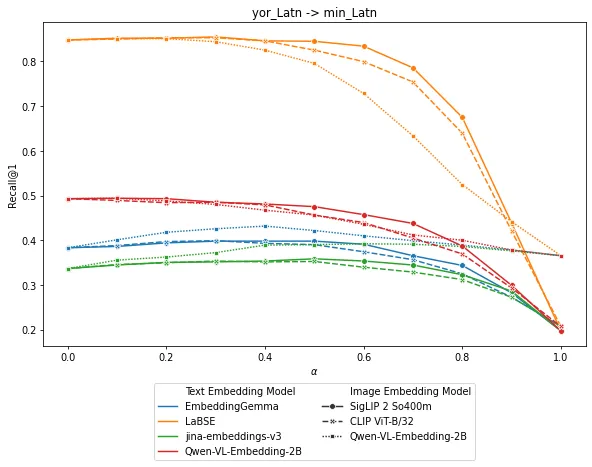 yor_Latn -> min_Latn
Recall@1
0.8
0.7
0.6
0.5
0.4
0.3
0.2
0.0 0.2 0.4 0.6 0.8 1.0
α
Text Embedding Model Image Embedding Model
EmbeddingGemma SigLIP 2 So400m
LaBSE CLIP ViT-B/32
jina-embeddings-v3 Qwen-VL-Embedding-2B
Qwen-VL-Embedding-2B